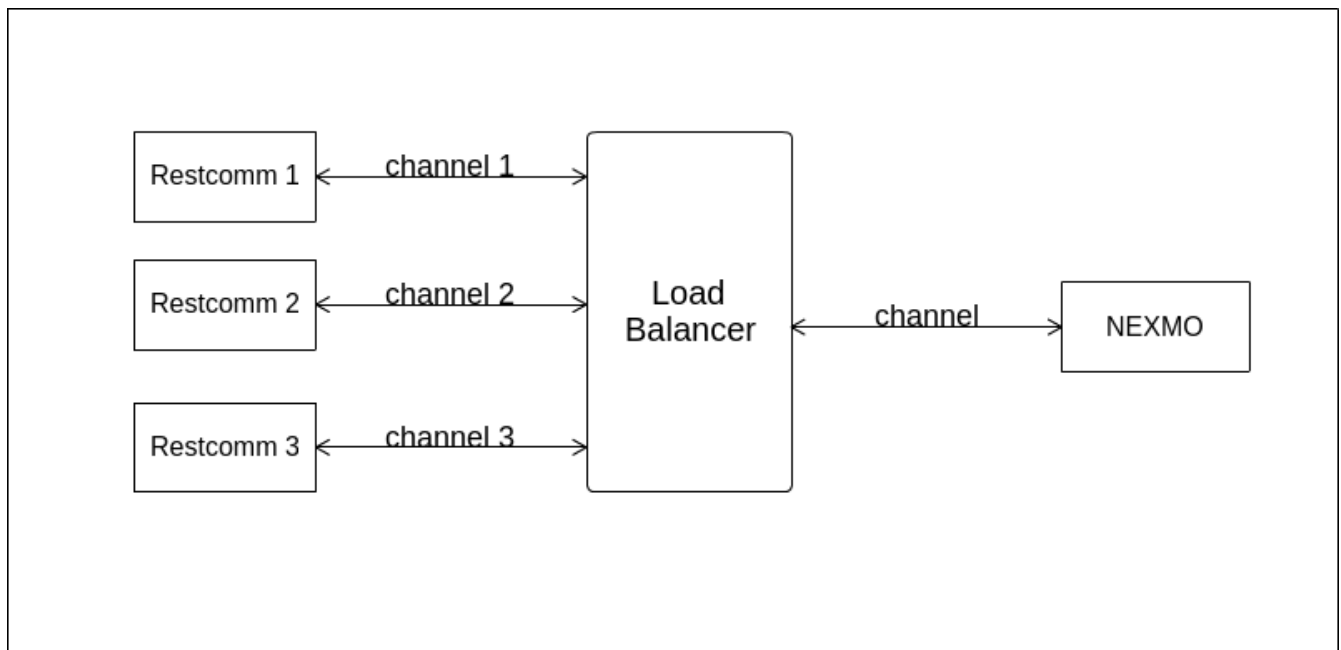 Restcomm 1
channel 1
Restcomm 2
channel 2
Load
Balancer
channel
NEXMO
Restcomm 3
channel 3